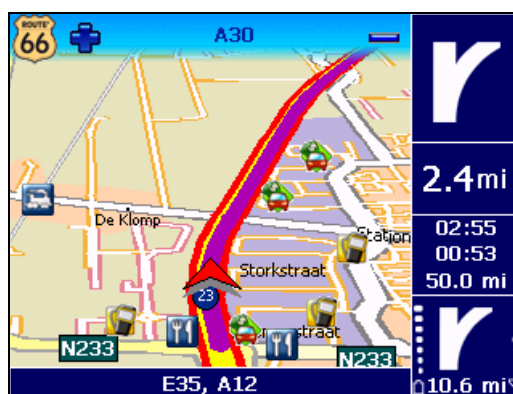 ROUTE
66
A30
2.4mi
De Klomp
Station
02:55
00:53
50.0 mi
Storkstraat
23
straat
N233
N233
E35, A12
10.6 mi